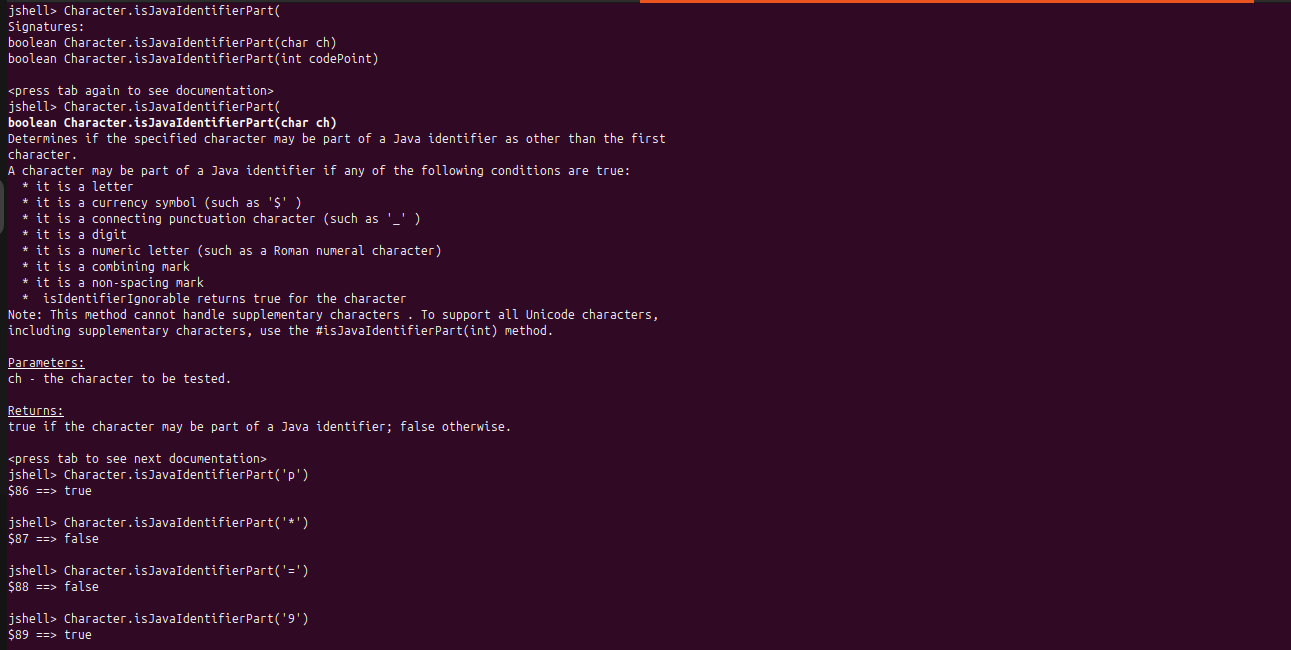 jshell> Character.isJavaIdentifierPart(
Signatures:
boolean Character.isJavaIdentifierPart(char ch)
boolean Character.isJavaIdentifierPart(int codePoint)
<press tab again to see documentation>
jshell> Character.isJavaIdentifierPart(
boolean Character.isJavaIdentifierPart(char ch)
Determines if the specified character may be part of a Java identifier as other than the first
character.
A character may be part of a Java identifier if any of the following conditions are true:
  * it is a letter
  * it is a currency symbol (such as '$' )
  * it is a connecting punctuation character (such as '_' )
  * it is a digit
  * it is a numeric letter (such as a Roman numeral character)
  * it is a combining mark
  * it is a non-spacing mark
  *  isIdentifierIgnorable returns true for the character
Note: This method cannot handle supplementary characters . To support all Unicode characters,
including supplementary characters, use the #isJavaIdentifierPart(int) method.
Parameters:
ch - the character to be tested.
Returns:
true if the character may be part of a Java identifier; false otherwise.
<press tab to see next documentation>
jshell> Character.isJavaIdentifierPart('p')
$86 ==> true
jshell> Character.isJavaIdentifierPart('*')
$87 ==> false
jshell> Character.isJavaIdentifierPart('=')
$88 ==> false
jshell> Character.isJavaIdentifierPart('9')
$89 ==> true